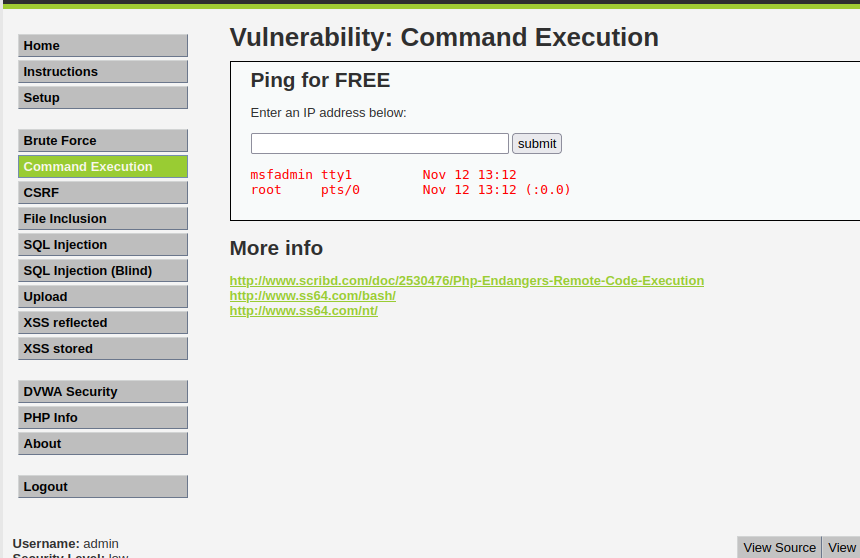 Home
Instructions
Setup
Brute Force
Command Execution
CSRF
File Inclusion
SQL Injection
SQL Injection (Blind)
Upload
XSS reflected
XSS stored
DVWA Security
PHP Info
About
Logout
Username: admin
Security Level: low
Vulnerability: Command Execution
Ping for FREE
Enter an IP address below:
submit
msfadmin tty1         Nov 12 13:12
root     pts/0        Nov 12 13:12 (:0.0)
More info
http://www.scribd.com/doc/2530476/Php-Endangers-Remote-Code-Execution
http://www.ss64.com/bash/
http://www.ss64.com/nt/
View Source View